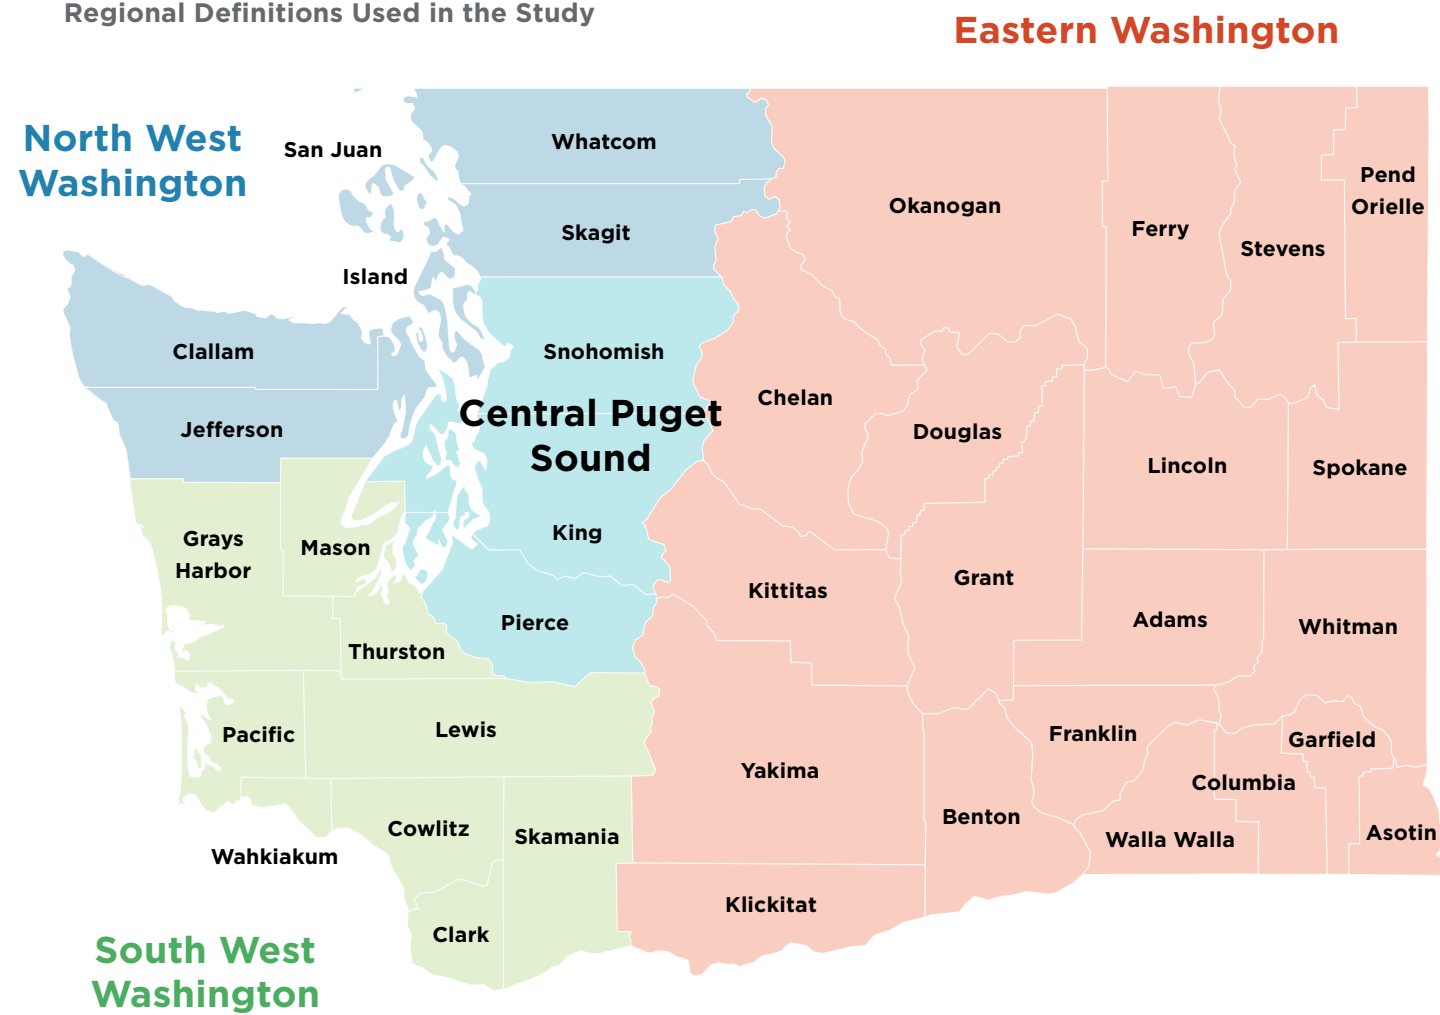 Regional Definitions Used in the Study
Eastern Washington
North West
Washington
San Juan
Whatcom
Skagit
Island
Okanogan
Ferry
Stevens
Pend
Orielle
Clallam
Jefferson
Snohomish
Central Puget
Sound
King
Pierce
Chelan
Douglas
Lincoln
Spokane
Grays
Harbor
Mason
Thurston
Kittitas
Grant
Adams
Whitman
Pacific
Lewis
Yakima
Franklin
Garfield
Columbia
Benton
Walla Walla
Asotin
Cowlitz
Skamania
Wahkiakum
Klickitat
Clark
South West
Washington